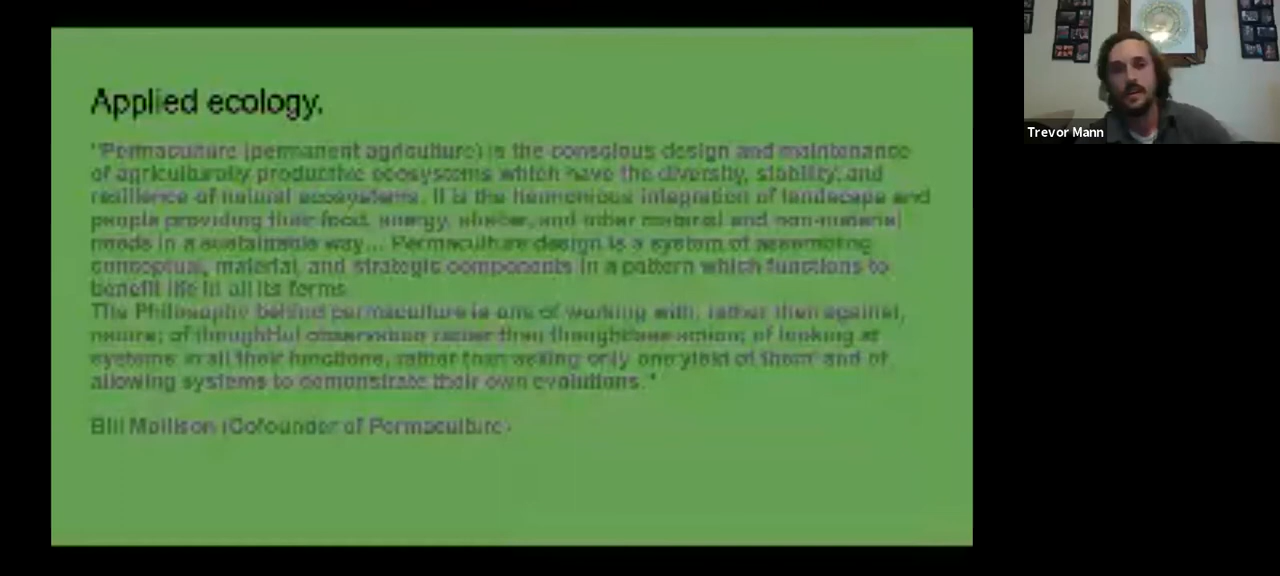 Applied ecology.
"Permaculture (permanent agriculture) is the conscious design and maintenance
of agriculturally productive ecosystems which have the diversity, stability, and
resilience of natural ecosystems. It is the harmonious integration of landscape and
people providing their food, energy, shelter, and other material and non-material
needs in a sustainable way... Permaculture design is a system of assembling
conceptual, material, and strategic components in a pattern which functions to
benefit life in all its forms.
The Philosophy behind permaculture is one of working with, rather than against,
nature; of thoughtful observation rather than thoughtless action; of looking at
systems in all their functions, rather than asking only one yield of them and of
allowing systems to demonstrate their own evolutions."
Bill Mollison (Cofounder of Permaculture)
Trevor Mann